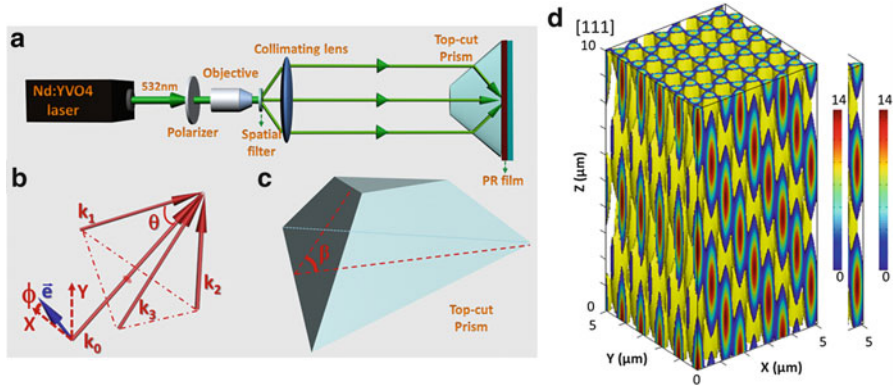 a
Nd:YVO4
laser
532nm
Polarizer
Objective
Spatial
filter
Collimating lens
Top-cut
Prism
PR film
b
k1
θ
k2
k3
k0
ϕ
e
X
Y
c
β
Top-cut
Prism
d
[111]
10
Z (µm)
0
5
Y (µm)
0
X (µm)
5
14
0
14
0